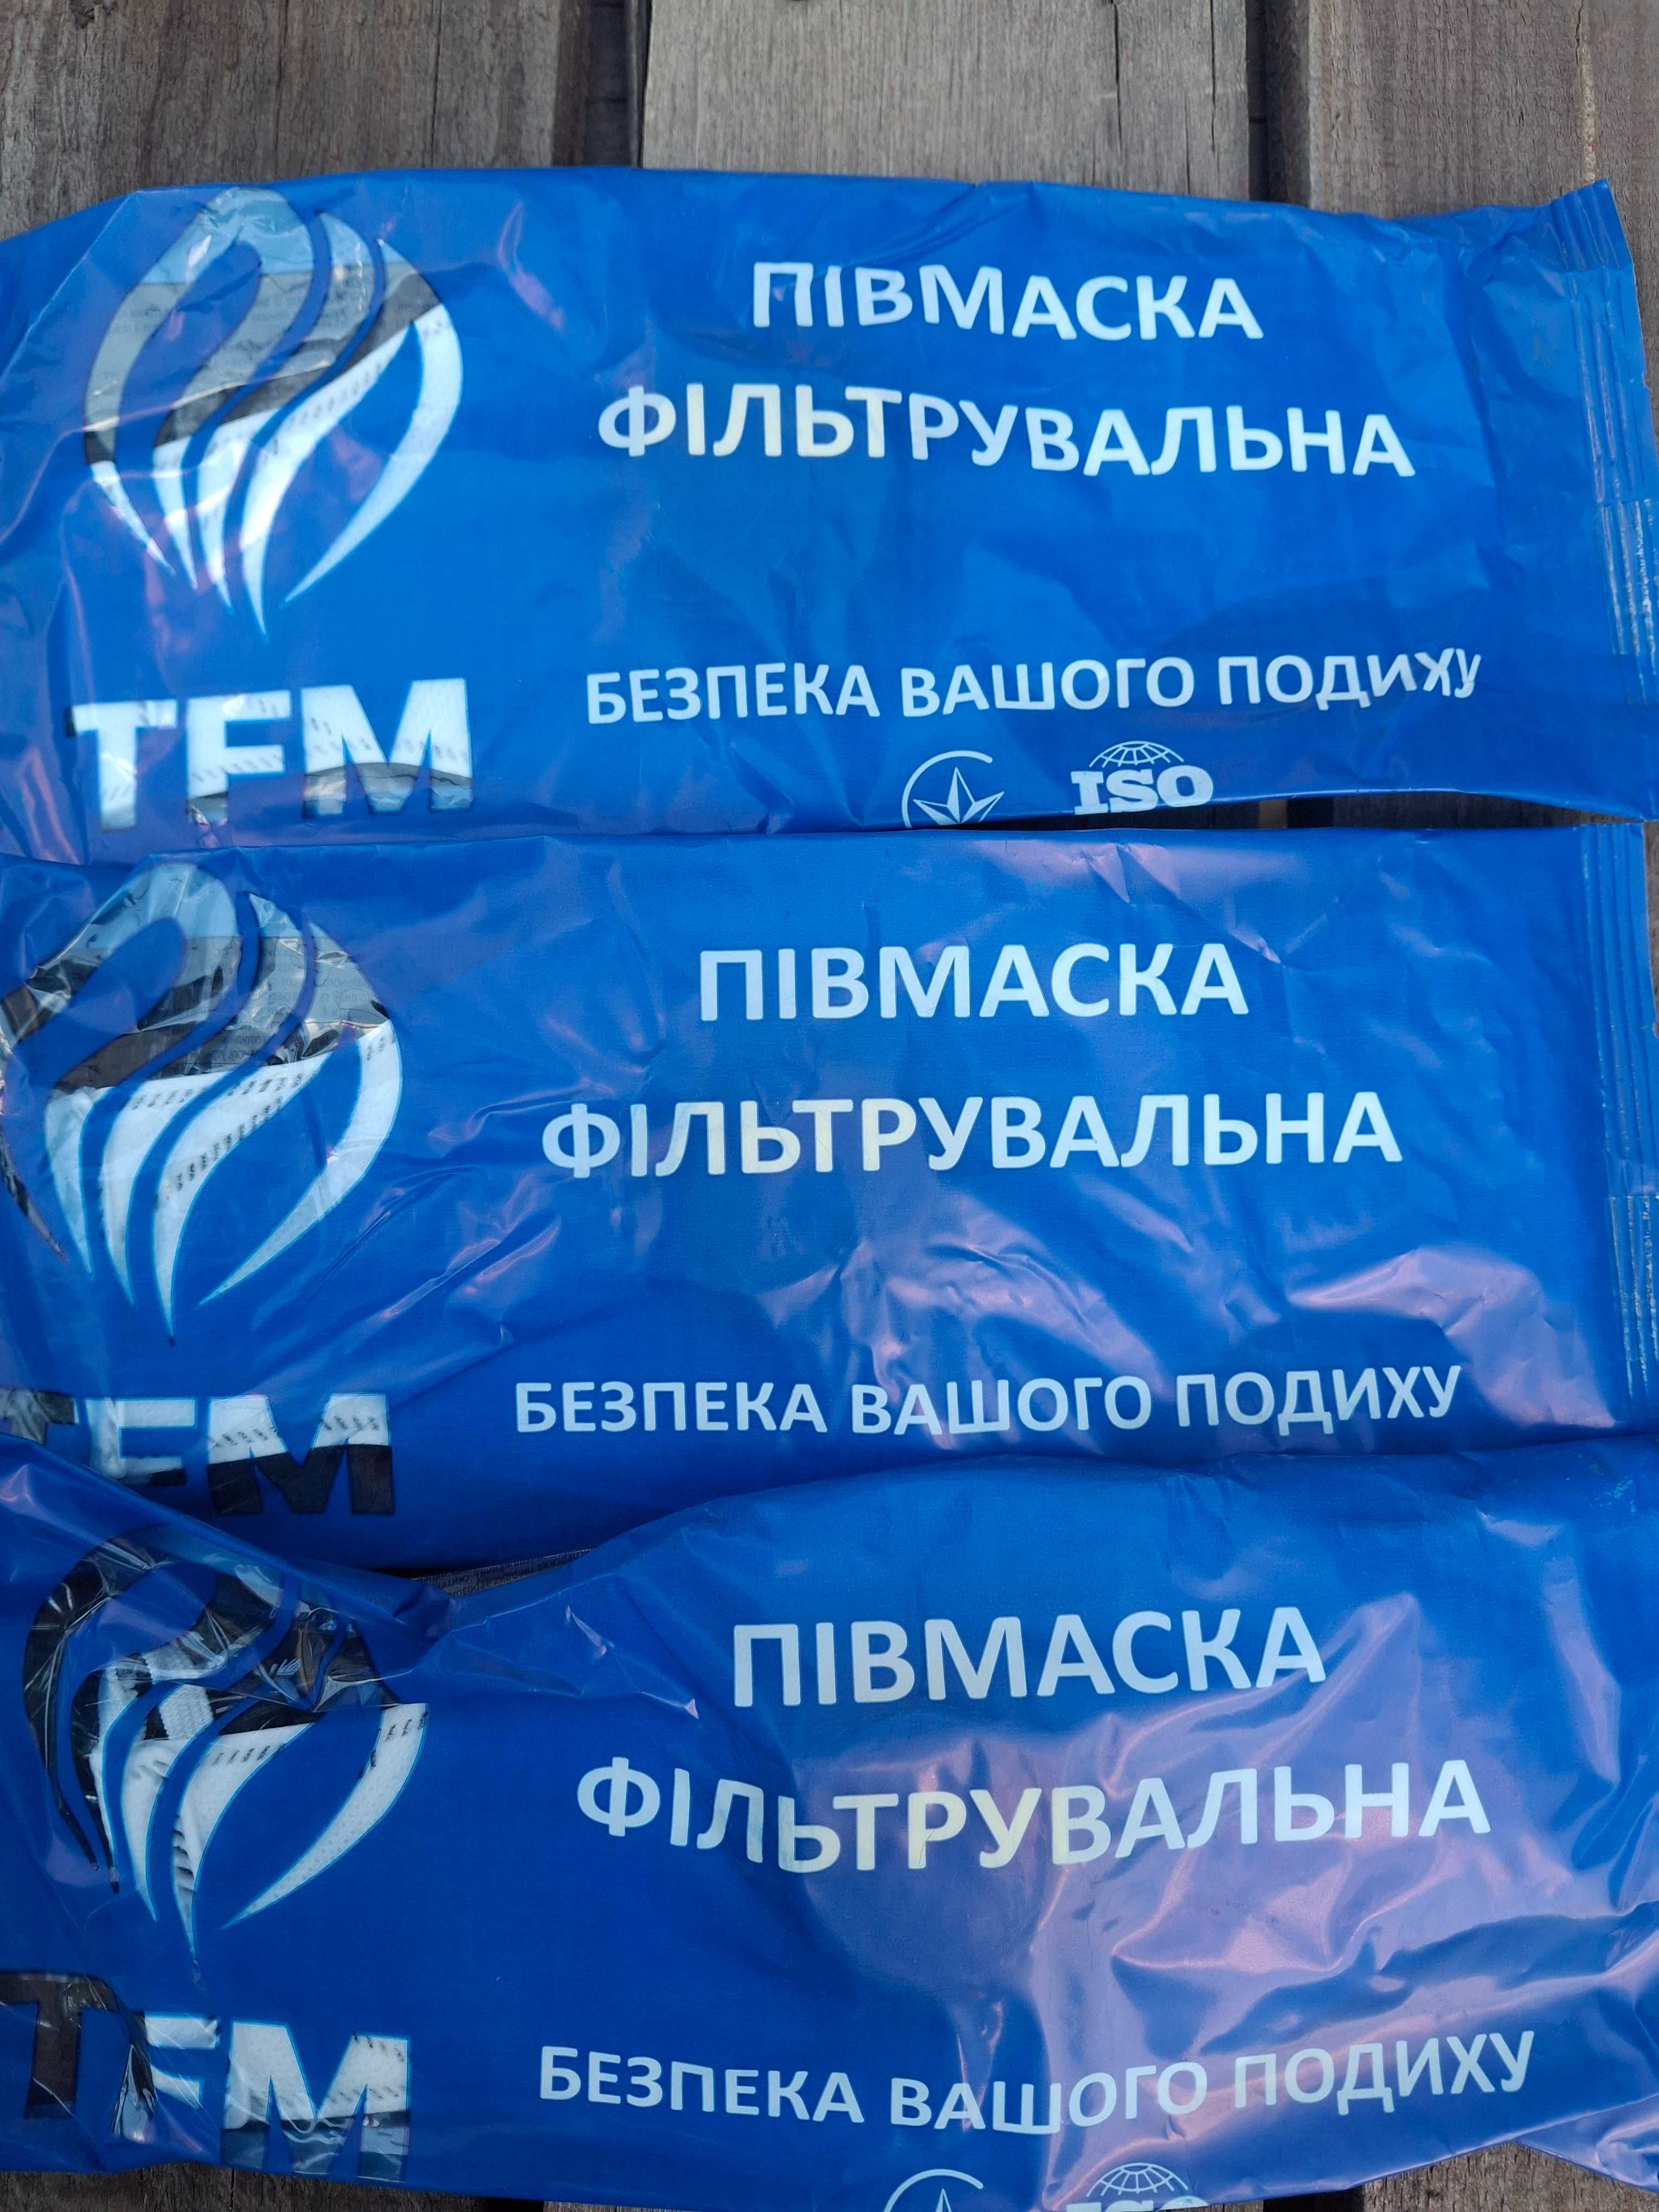 ПІВМАСКА
ФІЛЬТРУВАЛЬНА
TFM
БЕЗПЕКА ВАШОГО ПОДИХУ
ISO
ПІВМАСКА
ФІЛЬТРУВАЛЬНА
TFM
БЕЗПЕКА ВАШОГО ПОДИХУ
ПІВМАСКА
ФІЛЬТРУВАЛЬНА
TFM
БЕЗПЕКА ВАШОГО ПОДИХУ
ISO